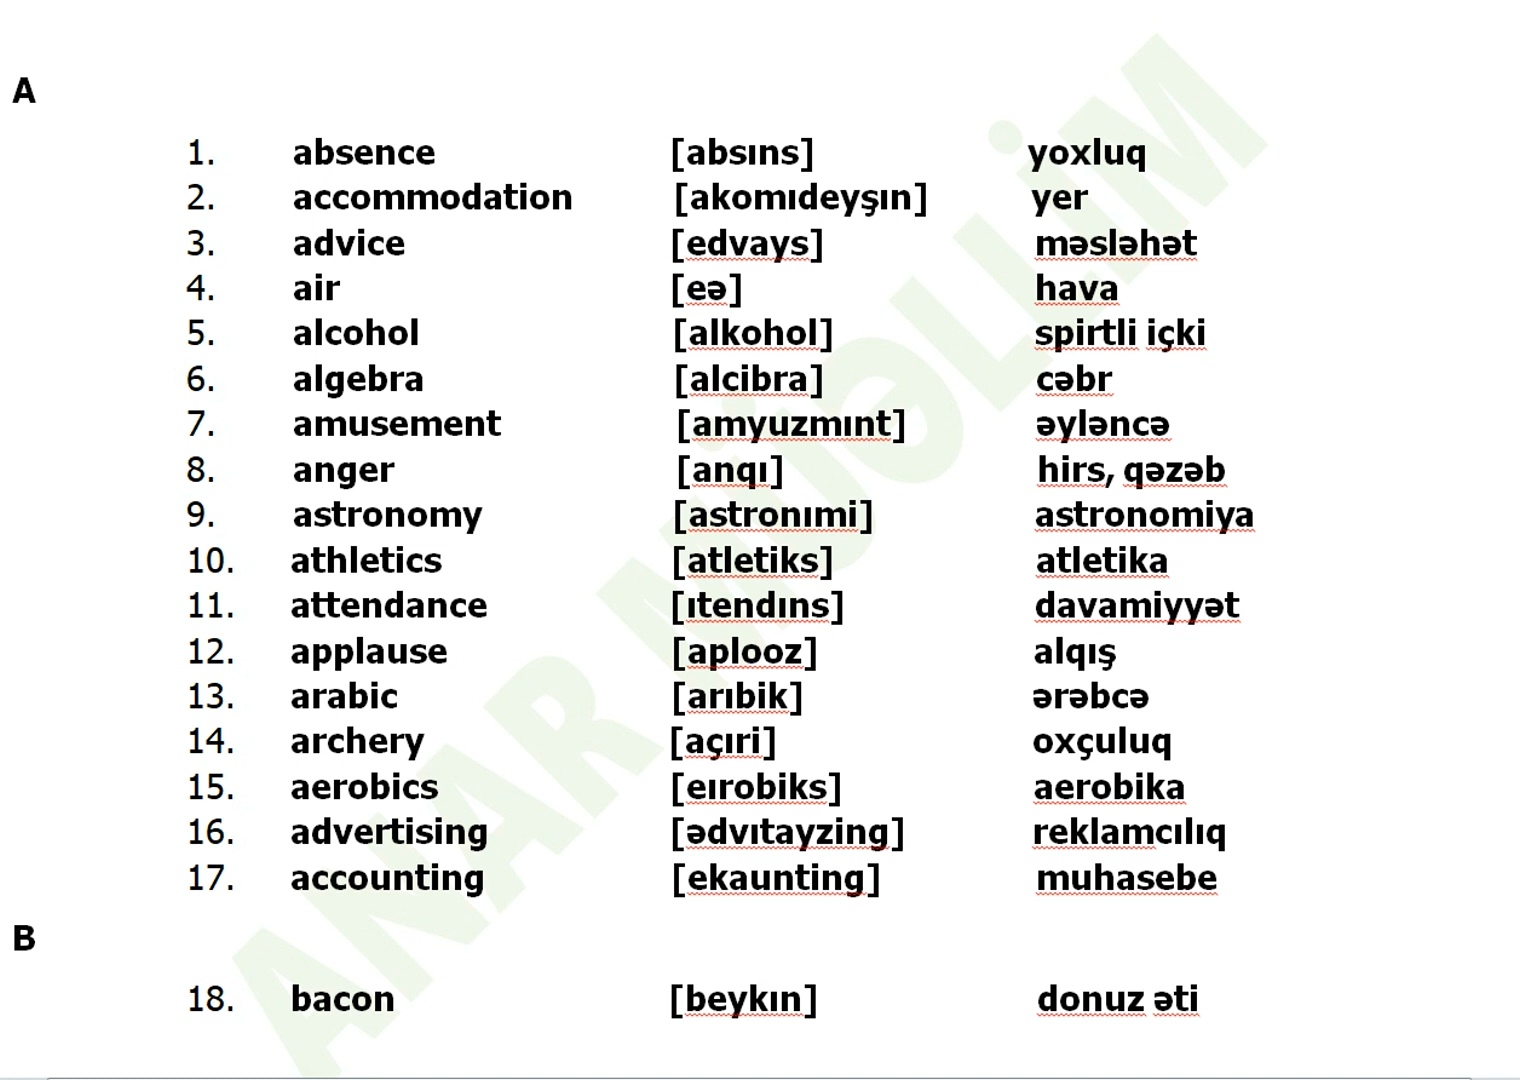 A
1. absence [absıns] yoxluq
2. accommodation [akomıdeyşın] yer
3. advice [edvays] məsləhət
4. air [eə] hava
5. alcohol [alkohol] spirtli içki
6. algebra [alcibra] cəbr
7. amusement [amyuzmınt] əyləncə
8. anger [anqı] hirs, qəzəb
9. astronomy [astronımi] astronomiya
10. athletics [atletiks] atletika
11. attendance [ıtendıns] davamiyyət
12. applause [aplooz] alqış
13. arabic [arıbik] ərəbcə
14. archery [açıri] oxçuluq
15. aerobics [eırobiks] aerobika
16. advertising [ədvıtayzing] reklamcılıq
17. accounting [ekaunting] muhasebe
B
18. bacon [beykın] donuz əti
ANAR MÜƏLLİM